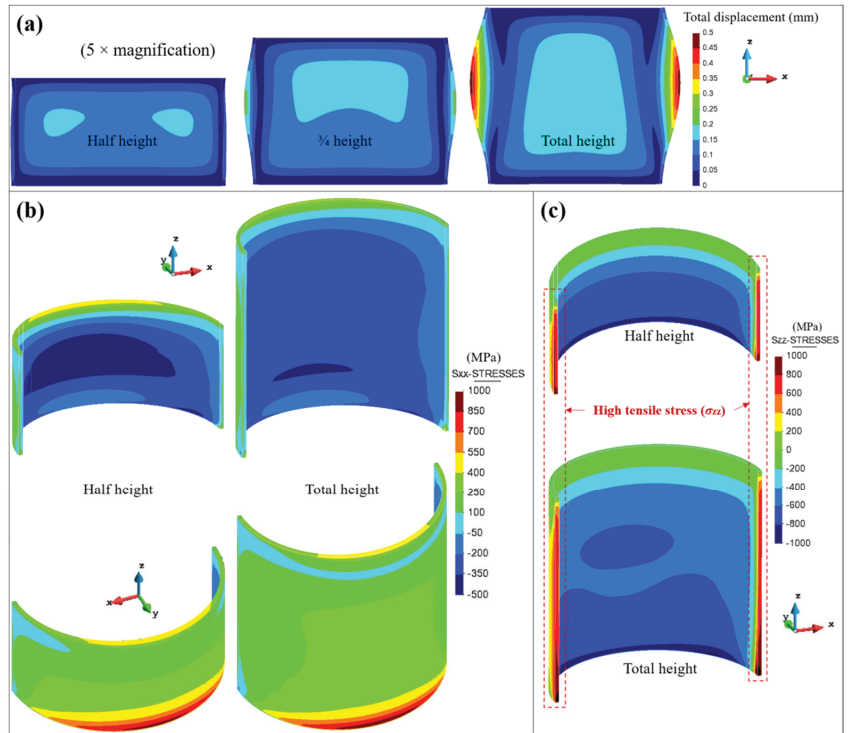 (a)
(5 × magnification)
Half height
¾ height
Total height
Total displacement (mm)
0.5
0.45
0.4
0.35
0.3
0.25
0.2
0.15
0.1
0.05
0
z
x
(b)
z
y
x
Half height
Total height
z
x
y
(MPa)
Sxx-STRESSES
1000
850
700
550
400
250
100
-50
-200
-350
-500
(c)
Half height
High tensile stress (σzz)
(MPa)
Szz-STRESSES
1000
800
600
400
200
0
-200
-400
-600
-800
-1000
z
y
x
Total height